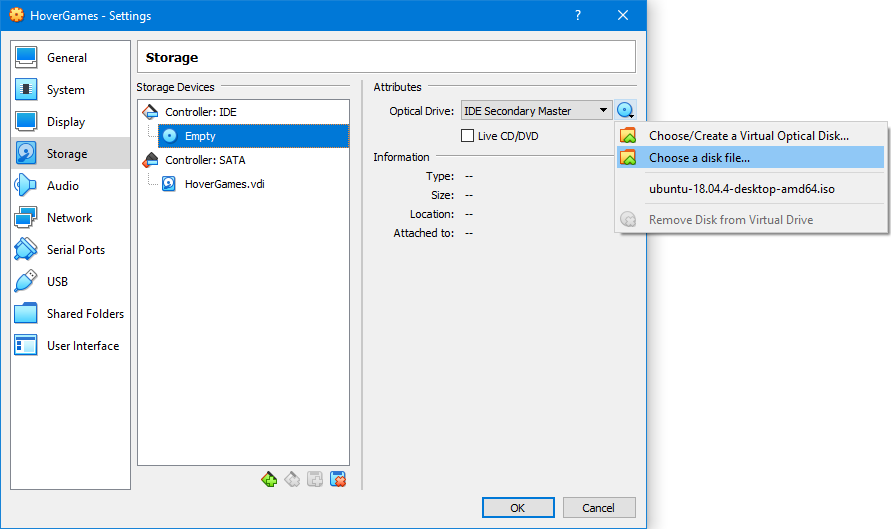 HoverGames - Settings
?
General
System
Display
Storage
Audio
Network
Serial Ports
USB
Shared Folders
User Interface
Storage
Storage Devices
Controller: IDE
Empty
Controller: SATA
HoverGames.vdi
Attributes
Optical Drive: IDE Secondary Master
Live CD/DVD
Information
Type: --
Size: --
Location: --
Attached to: --
Choose/Create a Virtual Optical Disk...
Choose a disk file...
ubuntu-18.04.4-desktop-amd64.iso
Remove Disk from Virtual Drive
OK
Cancel